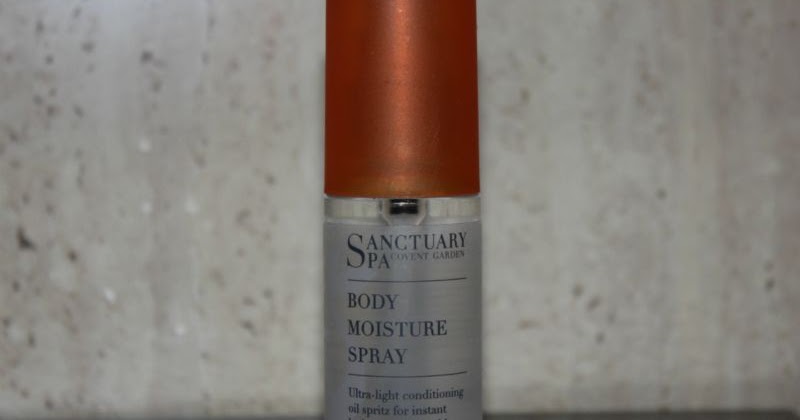 SANCTUARY
SPA COVENT GARDEN
BODY
MOISTURE
SPRAY
Ultra-light conditioning
oil spritz for instant